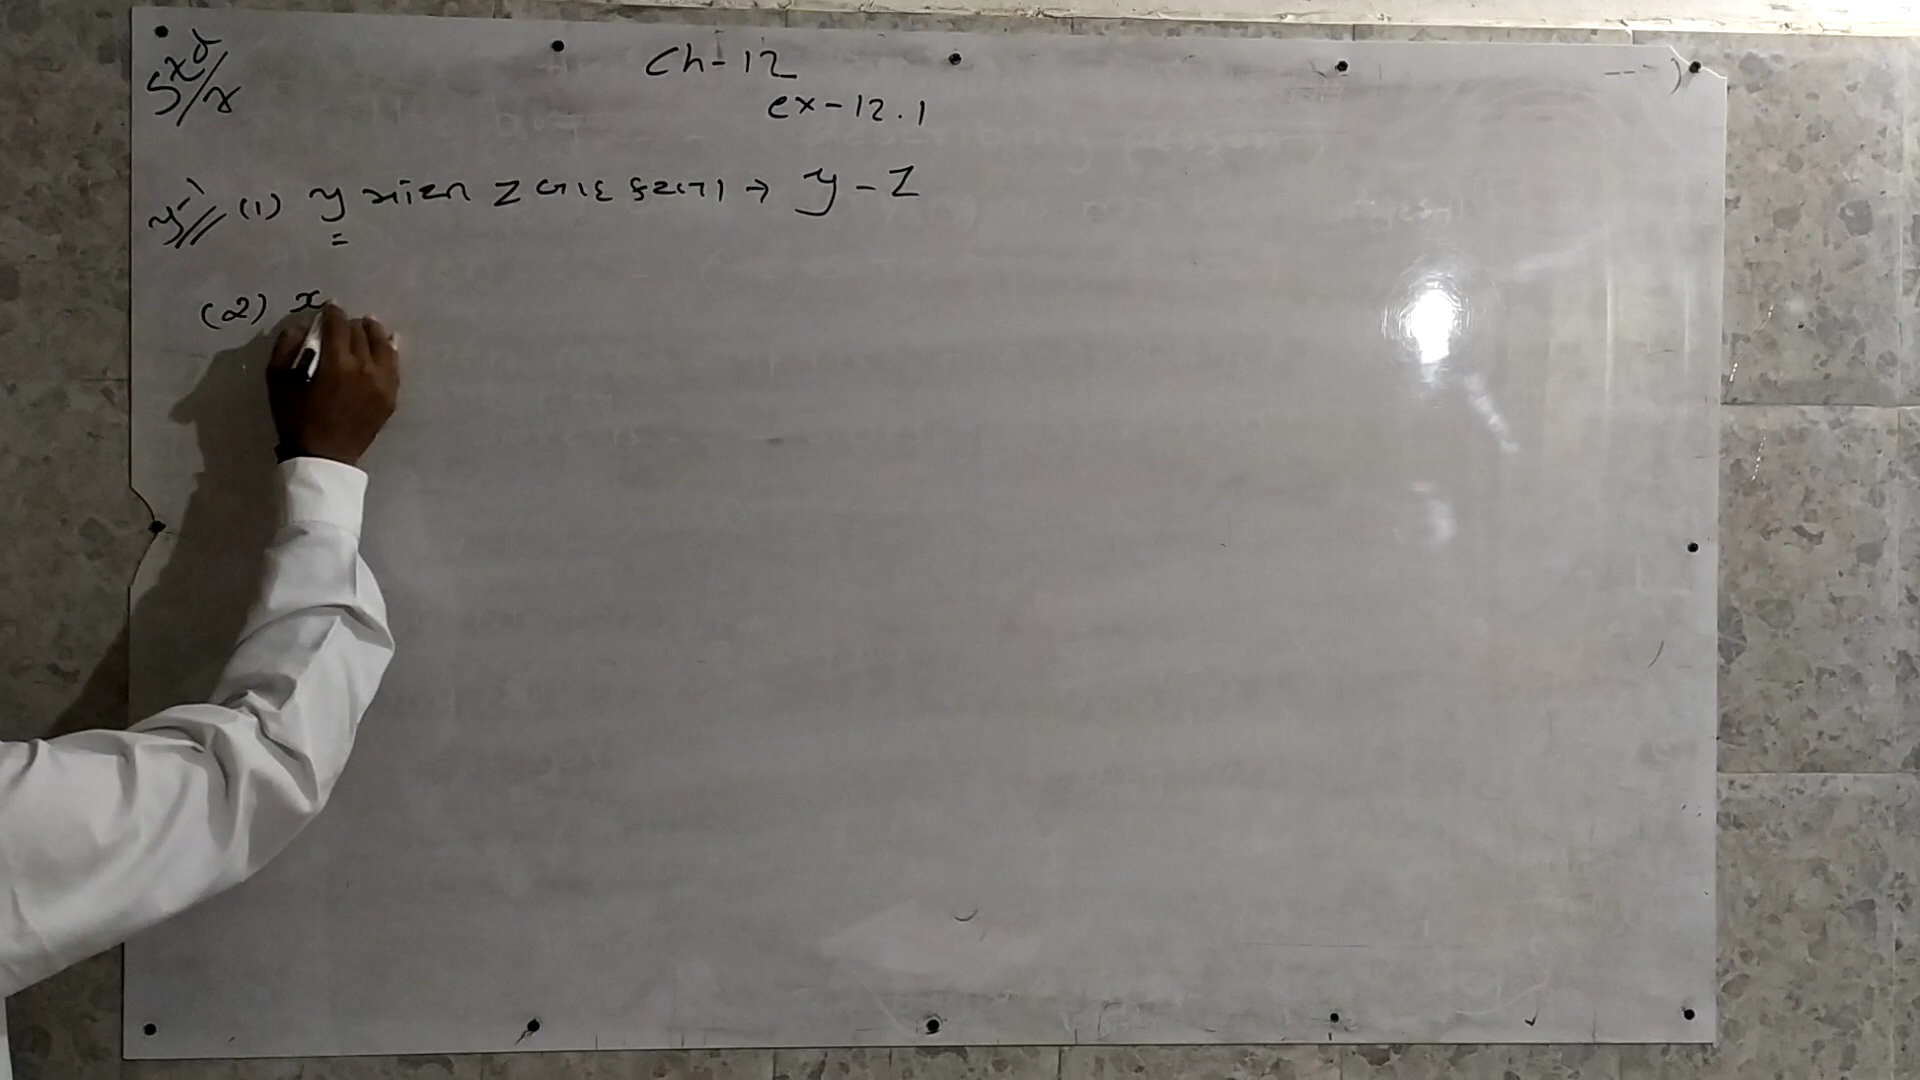 Ch-12
ex-12.1
(1) y માંથી z બાદ કરતા → y - z
(2) x